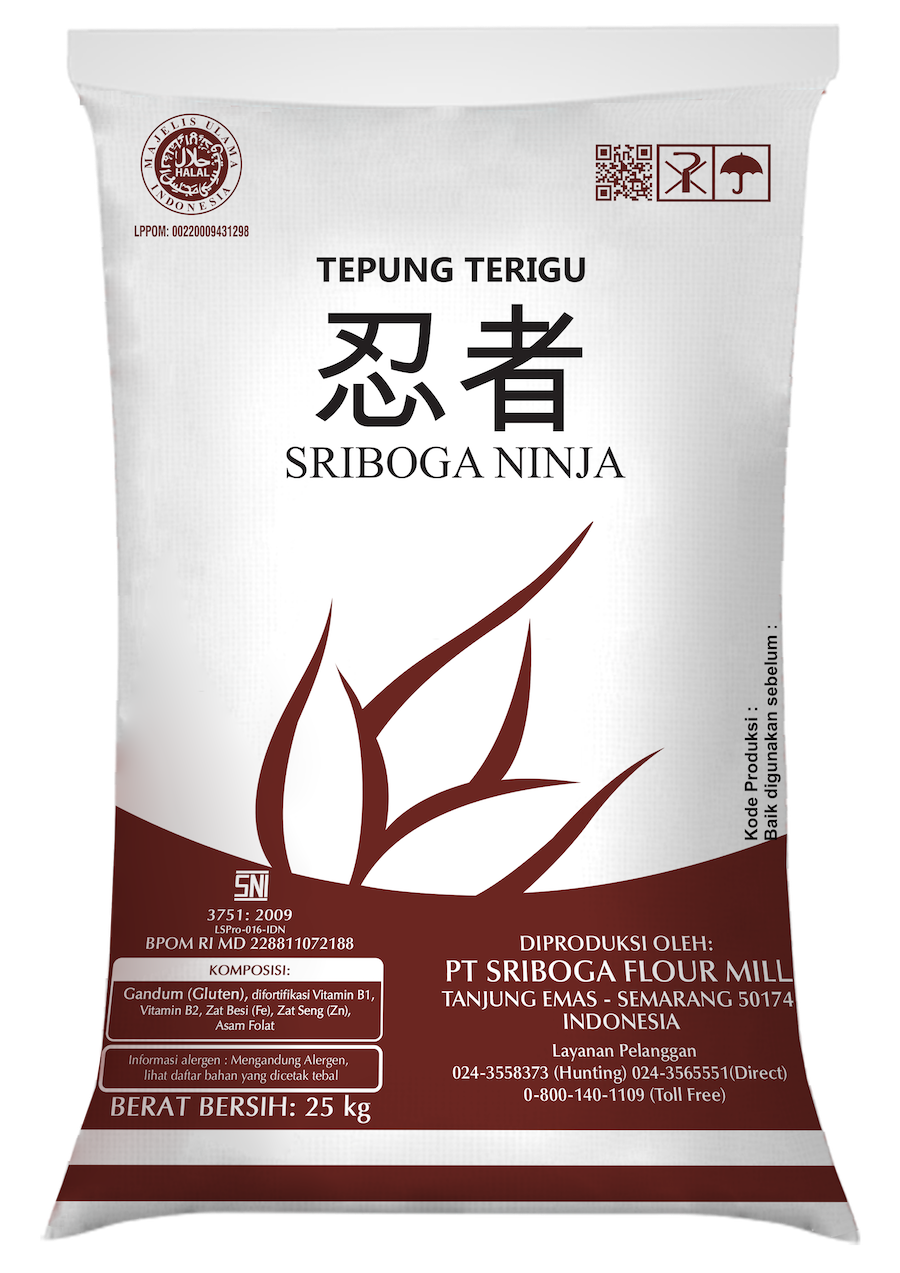 MAJELIS ULAMA
حلال
HALAL
INDONESIA
LPPOM: 00220009431298
TEPUNG TERIGU
忍者
SRIBOGA NINJA
Kode Produksi :
Baik digunakan sebelum :
SNI
3751: 2009
LSPro-016-IDN
BPOM RI MD 228811072188
KOMPOSISI:
Gandum (Gluten), difortifikasi Vitamin B1,
Vitamin B2, Zat Besi (Fe), Zat Seng (Zn),
Asam Folat
Informasi alergen : Mengandung Alergen,
lihat daftar bahan yang dicetak tebal
BERAT BERSIH: 25 kg
DIPRODUKSI OLEH:
PT SRIBOGA FLOUR MILL
TANJUNG EMAS - SEMARANG 50174
INDONESIA
Layanan Pelanggan
024-3558373 (Hunting) 024-3565551(Direct)
0-800-140-1109 (Toll Free)